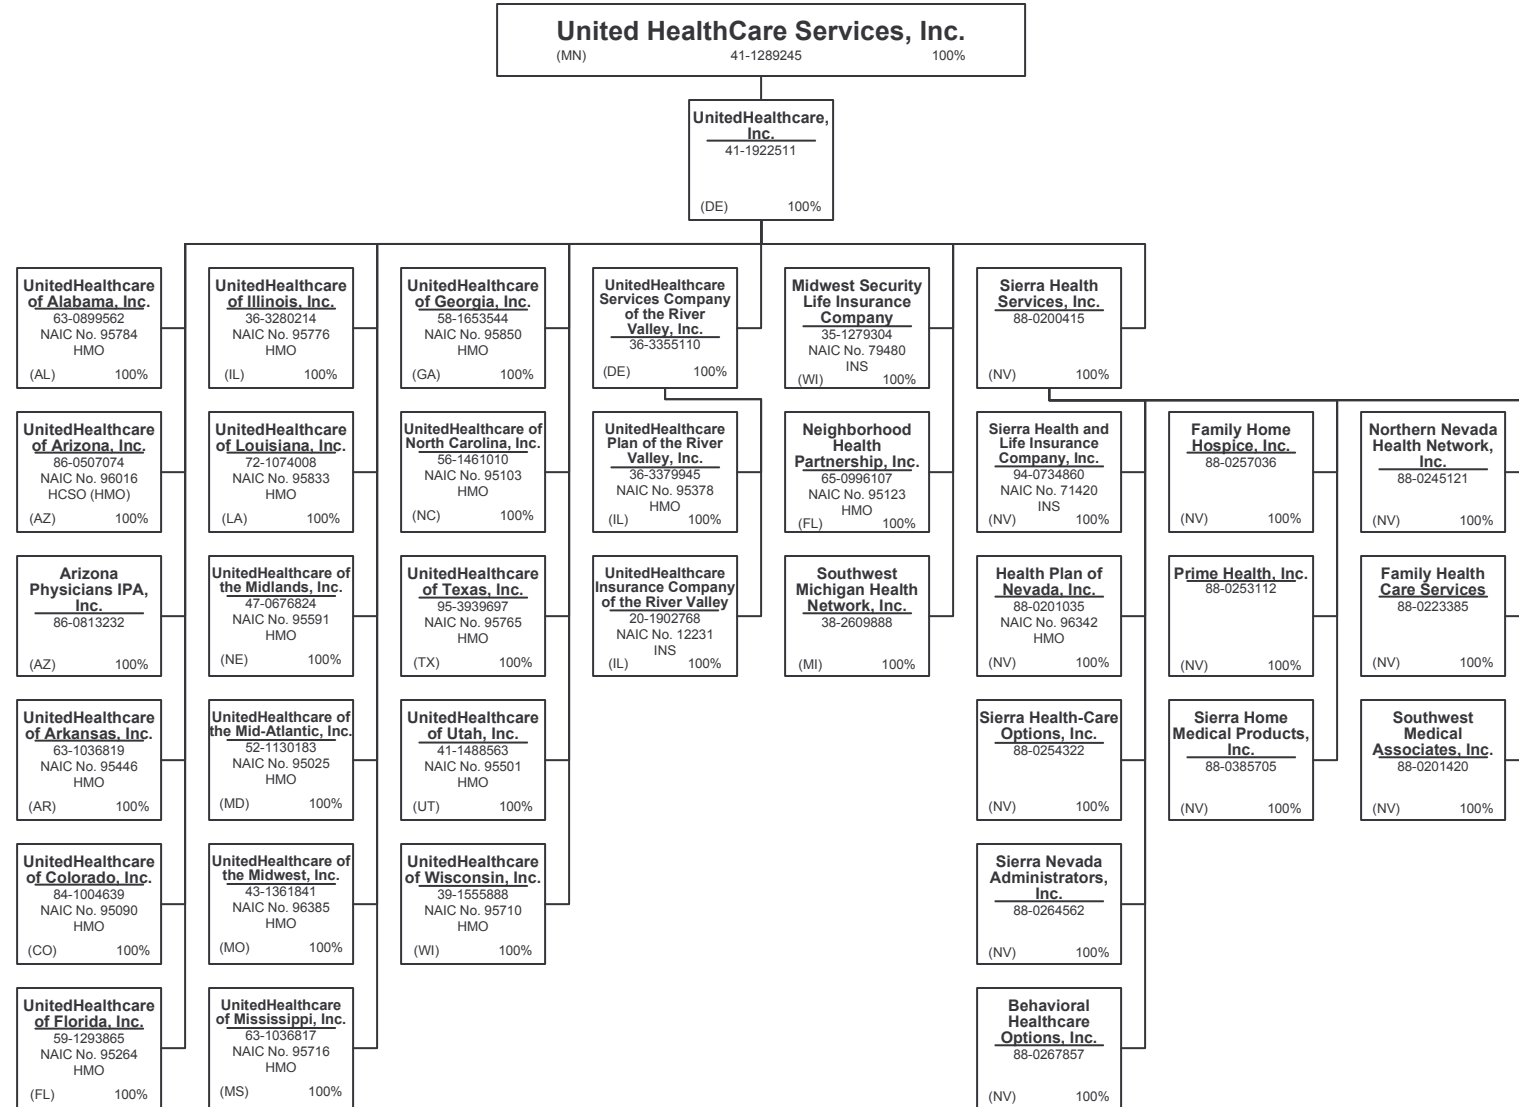 United HealthCare Services, Inc.
(MN) 41-1289245 100%
UnitedHealthcare,
Inc.
41-1922511
(DE) 100%
UnitedHealthcare
of Alabama, Inc.
63-0899562
NAIC No. 95784
HMO
(AL) 100%
UnitedHealthcare
of Illinois, Inc.
36-3280214
NAIC No. 95776
HMO
(IL) 100%
UnitedHealthcare
of Georgia, Inc.
58-1653544
NAIC No. 95850
HMO
(GA) 100%
UnitedHealthcare
Services Company
of the River
Valley, Inc.
36-3355110
(DE) 100%
Midwest Security
Life Insurance
Company
35-1279304
NAIC No. 79480
INS
(WI) 100%
Sierra Health
Services, Inc.
88-0200415
(NV) 100%
UnitedHealthcare
of Arizona, Inc.
86-0507074
NAIC No. 96016
HCSO (HMO)
(AZ) 100%
UnitedHealthcare
of Louisiana, Inc.
72-1074008
NAIC No. 95833
HMO
(LA) 100%
UnitedHealthcare of
North Carolina, Inc.
56-1461010
NAIC No. 95103
HMO
(NC) 100%
UnitedHealthcare
Plan of the River
Valley, Inc.
36-3379945
NAIC No. 95378
HMO
(IL) 100%
Neighborhood
Health
Partnership, Inc.
65-0996107
NAIC No. 95123
HMO
(FL) 100%
Sierra Health and
Life Insurance
Company, Inc.
94-0734860
NAIC No. 71420
INS
(NV) 100%
Family Home
Hospice, Inc.
88-0257036
(NV) 100%
Northern Nevada
Health Network,
Inc.
88-0245121
(NV) 100%
Arizona
Physicians IPA,
Inc.
86-0813232
(AZ) 100%
UnitedHealthcare of
the Midlands, Inc.
47-0676824
NAIC No. 95591
HMO
(NE) 100%
UnitedHealthcare
of Texas, Inc.
95-3939697
NAIC No. 95765
HMO
(TX) 100%
UnitedHealthcare
Insurance Company
of the River Valley
20-1902768
NAIC No. 12231
INS
(IL) 100%
Southwest
Michigan Health
Network, Inc.
38-2609888
(MI) 100%
Health Plan of
Nevada, Inc.
88-0201035
NAIC No. 96342
HMO
(NV) 100%
Prime Health, Inc.
88-0253112
(NV) 100%
Family Health
Care Services
88-0223385
(NV) 100%
UnitedHealthcare
of Arkansas, Inc.
63-1036819
NAIC No. 95446
HMO
(AR) 100%
UnitedHealthcare of
the Mid-Atlantic, Inc.
52-1130183
NAIC No. 95025
HMO
(MD) 100%
UnitedHealthcare
of Utah, Inc.
41-1488563
NAIC No. 95501
HMO
(UT) 100%
Sierra Health-Care
Options, Inc.
88-0254322
(NV) 100%
Sierra Home
Medical Products,
Inc.
88-0385705
(NV) 100%
Southwest
Medical
Associates, Inc.
88-0201420
(NV) 100%
UnitedHealthcare
of Colorado, Inc.
84-1004639
NAIC No. 95090
HMO
(CO) 100%
UnitedHealthcare of
the Midwest, Inc.
43-1361841
NAIC No. 96385
HMO
(MO) 100%
UnitedHealthcare
of Wisconsin, Inc.
39-1555888
NAIC No. 95710
HMO
(WI) 100%
Sierra Nevada
Administrators,
Inc.
88-0264562
(NV) 100%
UnitedHealthcare
of Florida, Inc.
59-1293865
NAIC No. 95264
HMO
(FL) 100%
UnitedHealthcare
of Mississippi, Inc.
63-1036817
NAIC No. 95716
HMO
(MS) 100%
Behavioral
Healthcare
Options, Inc.
88-0267857
(NV) 100%